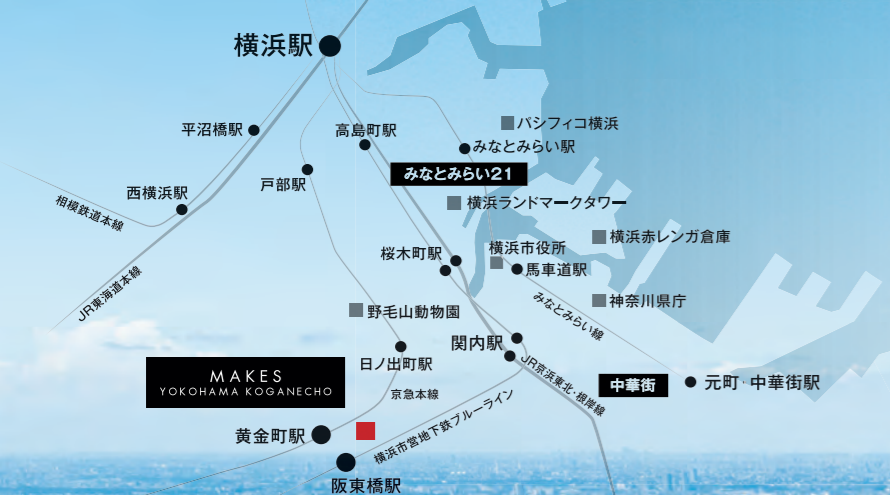 横浜駅
パシフィコ横浜
平沼橋駅
高島町駅
みなとみらい駅
みなとみらい21
戸部駅
西横浜駅
横浜ランドマークタワー
相模鉄道本線
横浜赤レンガ倉庫
横浜市役所
桜木町駅
馬車道駅
JR東海道本線
神奈川県庁
野毛山動物園
みなとみらい線
関内駅
日ノ出町駅
MAKES
YOKOHAMA KOGANECHO
JR京浜東北・根岸線
中華街
元町・中華街駅
京急本線
横浜市営地下鉄ブルーライン
黄金町駅
阪東橋駅